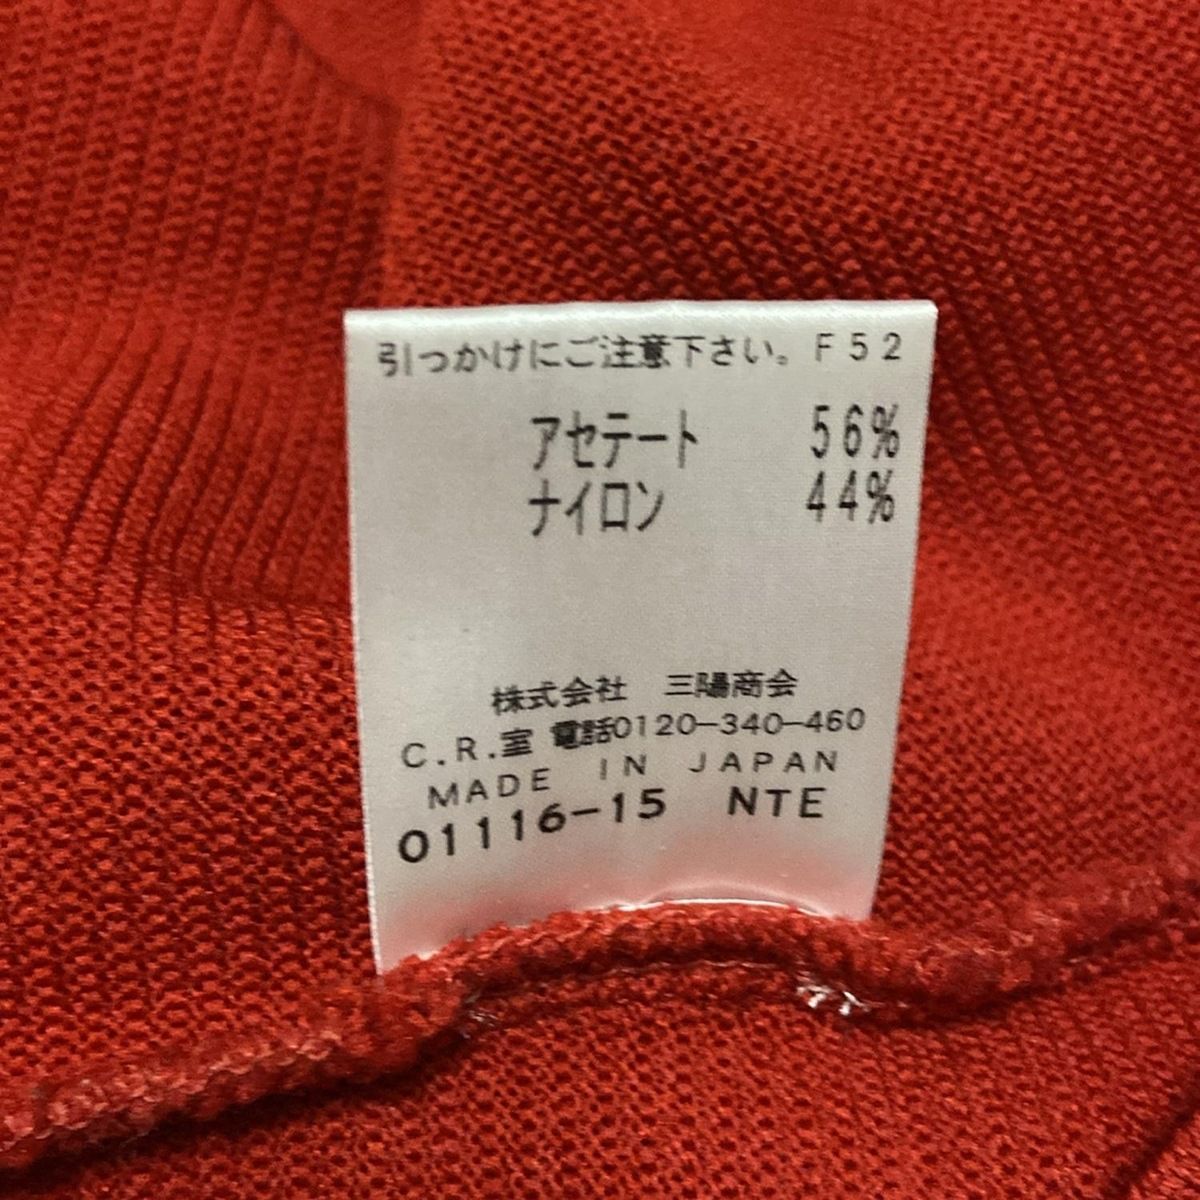 引っかけにご注意下さい。F52
アセテート 56%
ナイロン 44%
株式会社 三陽商会
C.R.室 電話0120-340-460
MADE IN JAPAN
01116-15 NTE